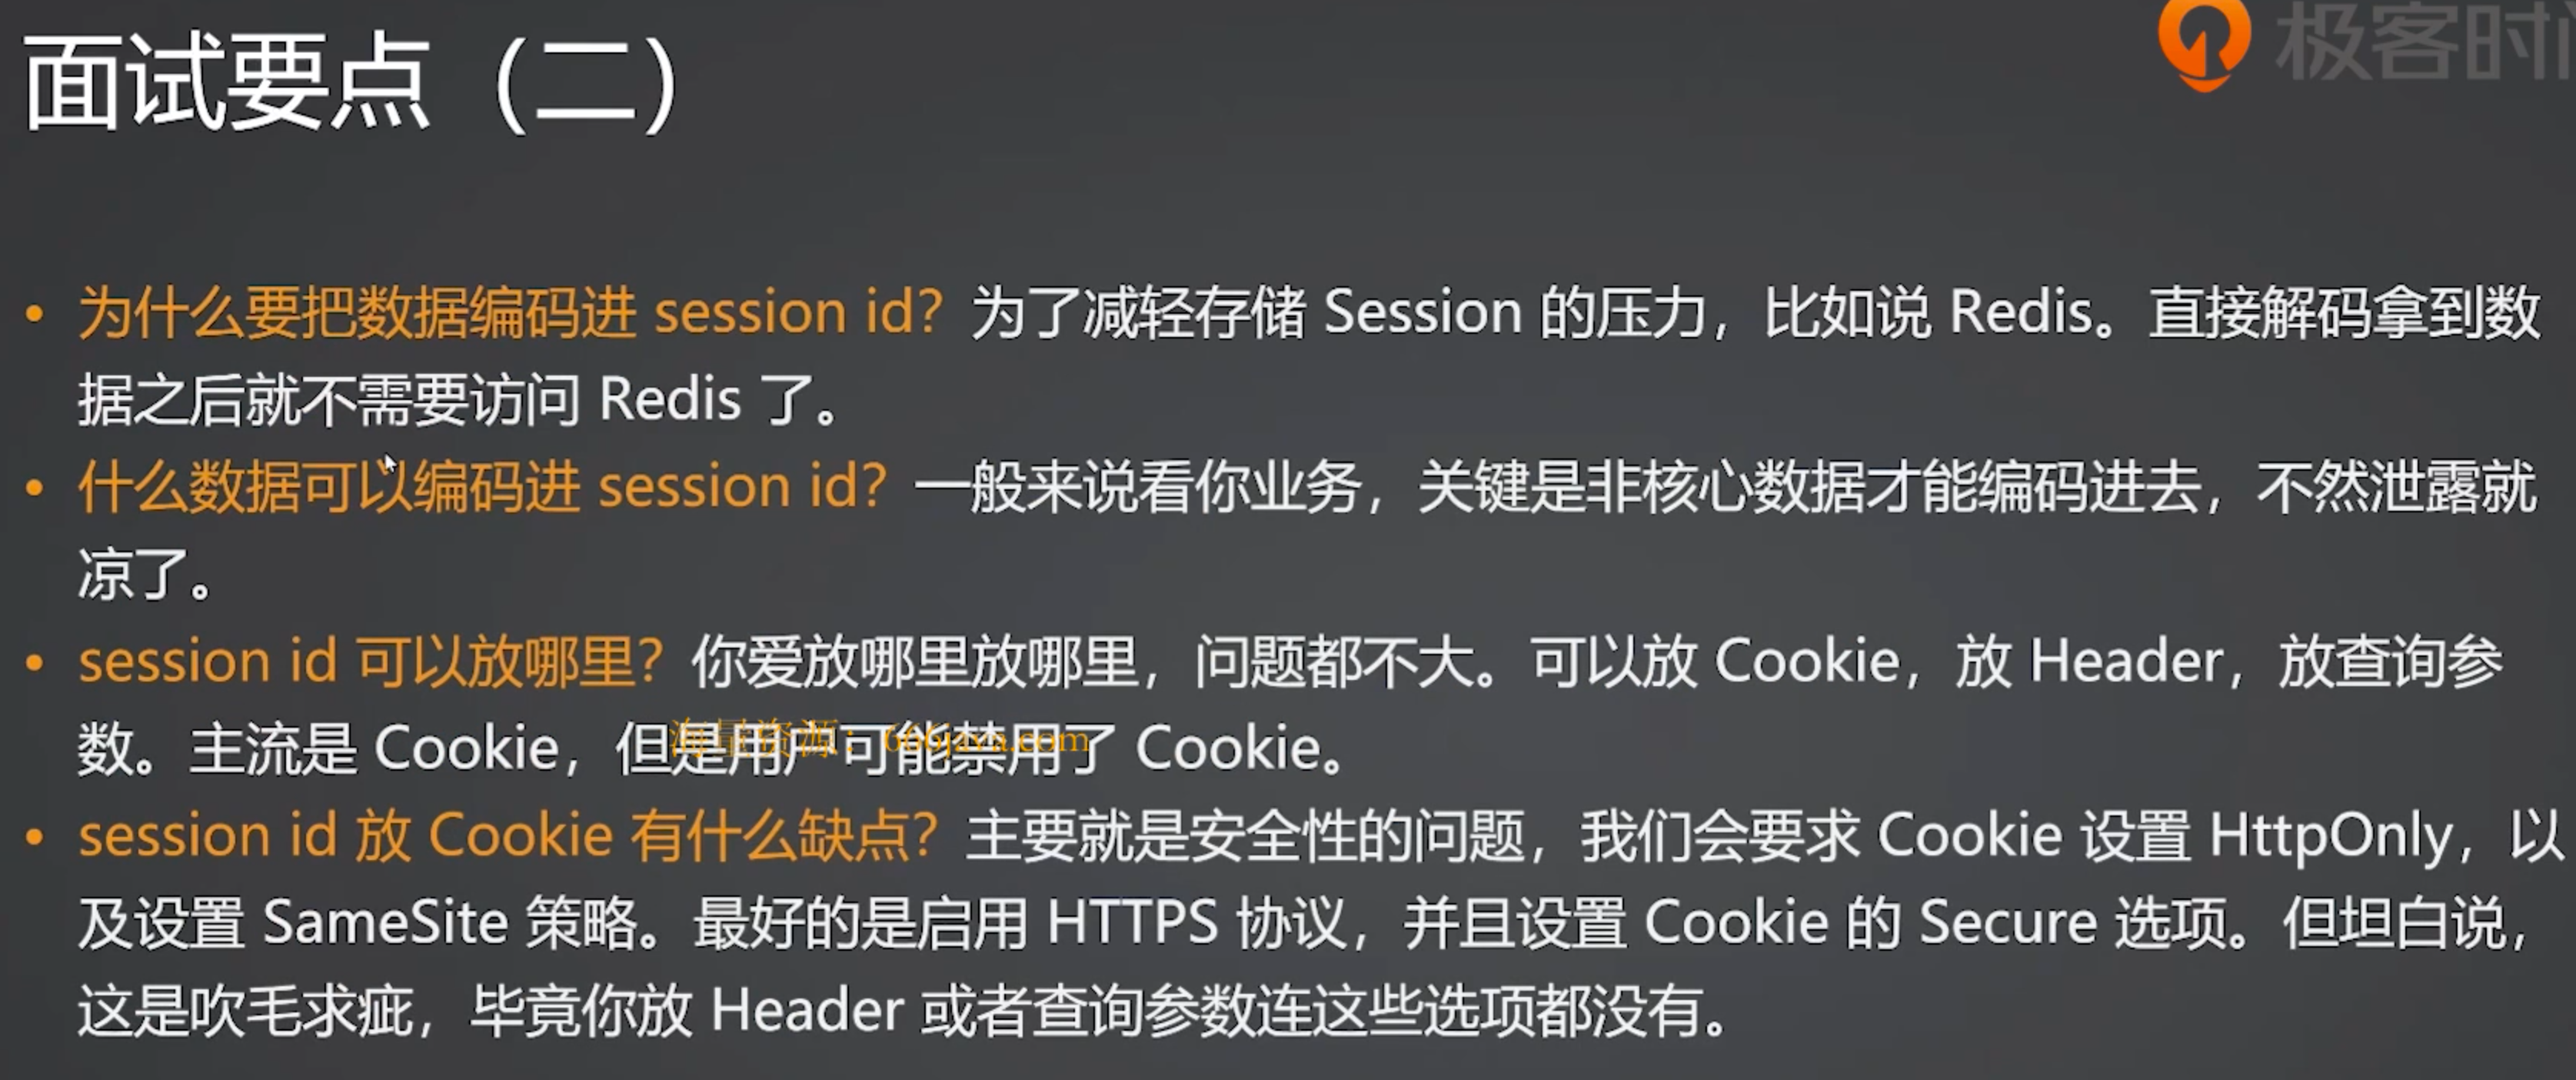 面试要点（二）
极客时间
• 为什么要把数据编码进 session id？为了减轻存储 Session 的压力，比如说 Redis。直接解码拿到数
据之后就不需要访问 Redis 了。
• 什么数据可以编码进 session id？一般来说看你业务，关键是非核心数据才能编码进去，不然泄露就
凉了。
• session id 可以放哪里？你爱放哪里放哪里，问题都不大。可以放 Cookie，放 Header，放查询参
数。主流是 Cookie，但是用户可能禁用了 Cookie。
海量资源：666java.com
• session id 放 Cookie 有什么缺点？主要就是安全性的问题，我们会要求 Cookie 设置 HttpOnly，以
及设置 SameSite 策略。最好的是启用 HTTPS 协议，并且设置 Cookie 的 Secure 选项。但坦白说，
这是吹毛求疵，毕竟你放 Header 或者查询参数连这些选项都没有。